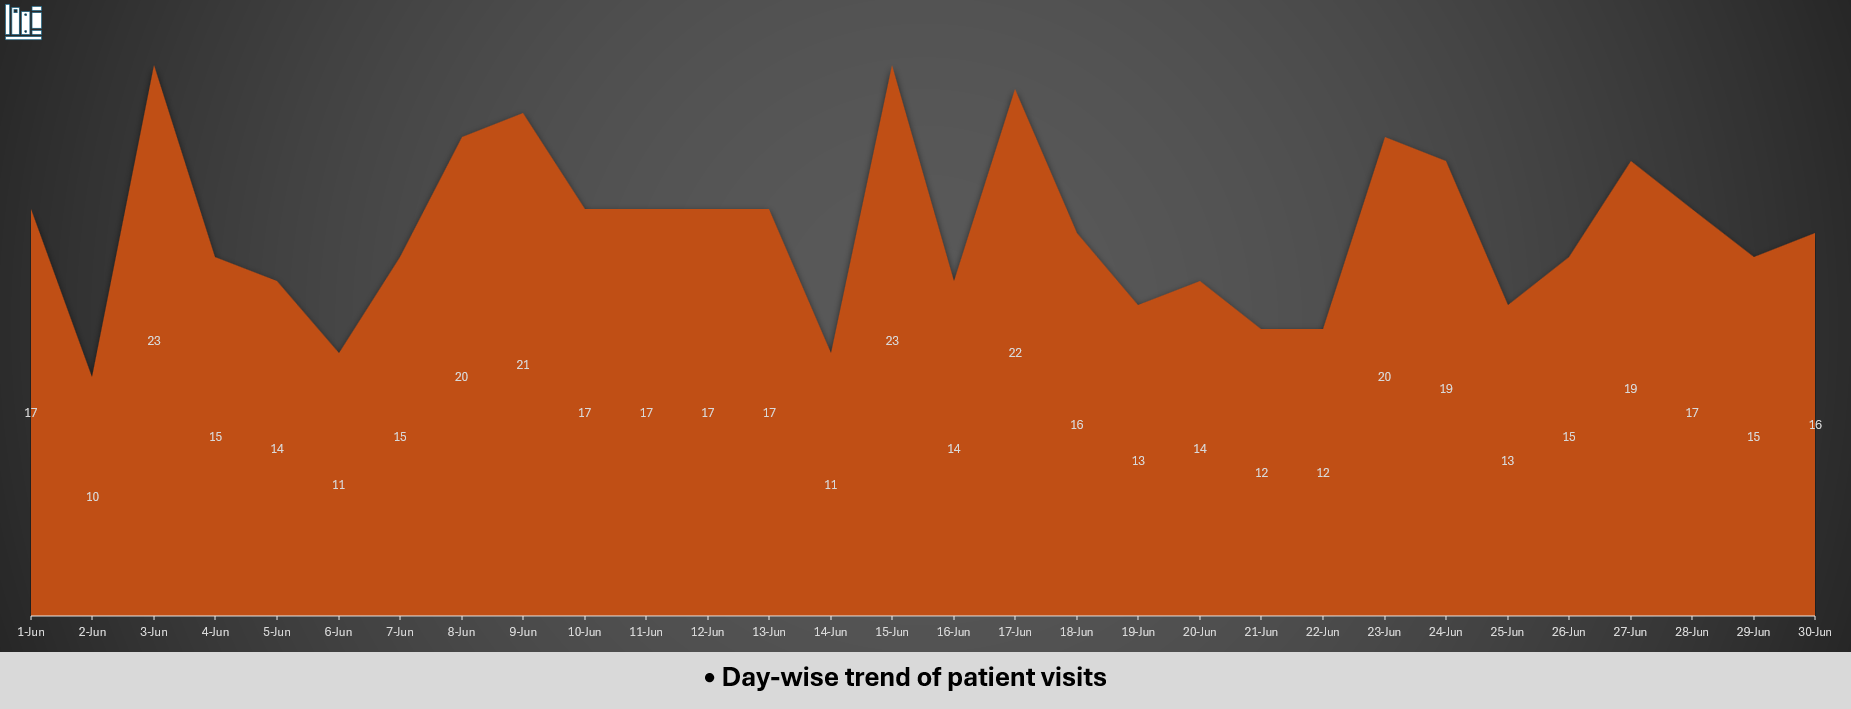 23 23
22
20 21 20
19 19
17 17 17 17 17 17
16 16
15 15 15 15
14 14 14
13 13
12 12
11 11
10
1-Jun 2-Jun 3-Jun 4-Jun 5-Jun 6-Jun 7-Jun 8-Jun 9-Jun 10-Jun 11-Jun 12-Jun 13-Jun 14-Jun 15-Jun 16-Jun 17-Jun 18-Jun 19-Jun 20-Jun 21-Jun 22-Jun 23-Jun 24-Jun 25-Jun 26-Jun 27-Jun 28-Jun 29-Jun 30-Jun
• Day-wise trend of patient visits